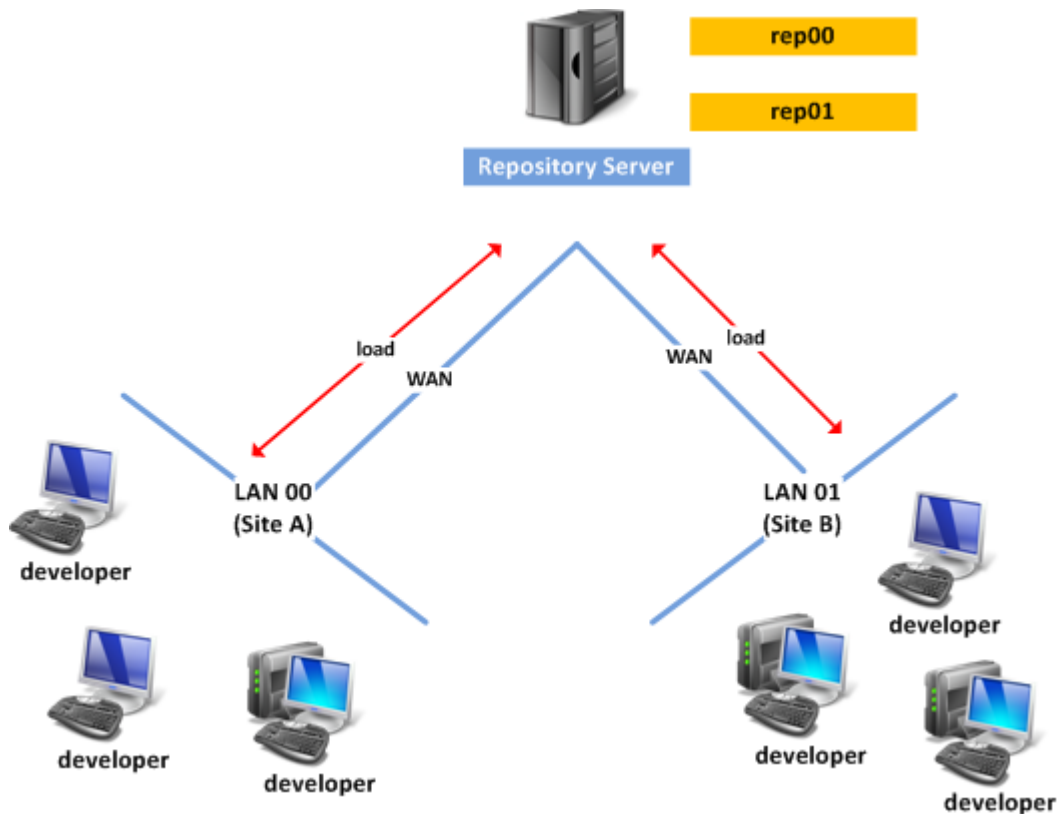 rep00
rep01
Repository Server
load
load
WAN
WAN
LAN 00
(Site A)
LAN 01
(Site B)
developer
developer
developer
developer
developer
developer